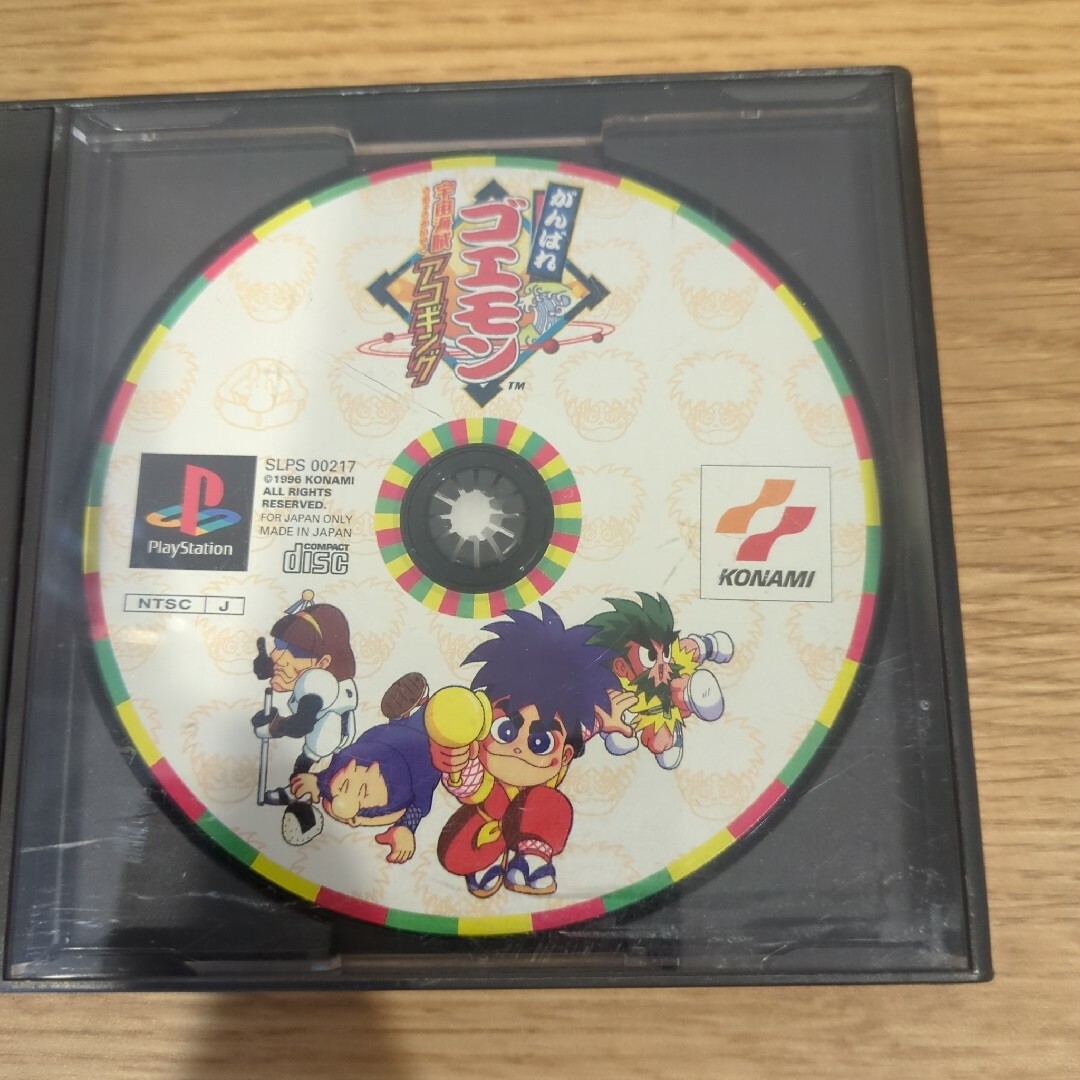 がんばれ
ゴエモン
宇宙海賊
アコギング
TM
PlayStation
SLPS 00217
©1996 KONAMI
ALL RIGHTS
RESERVED.
FOR JAPAN ONLY
MADE IN JAPAN
COMPACT
disc
NTSC J
KONAMI